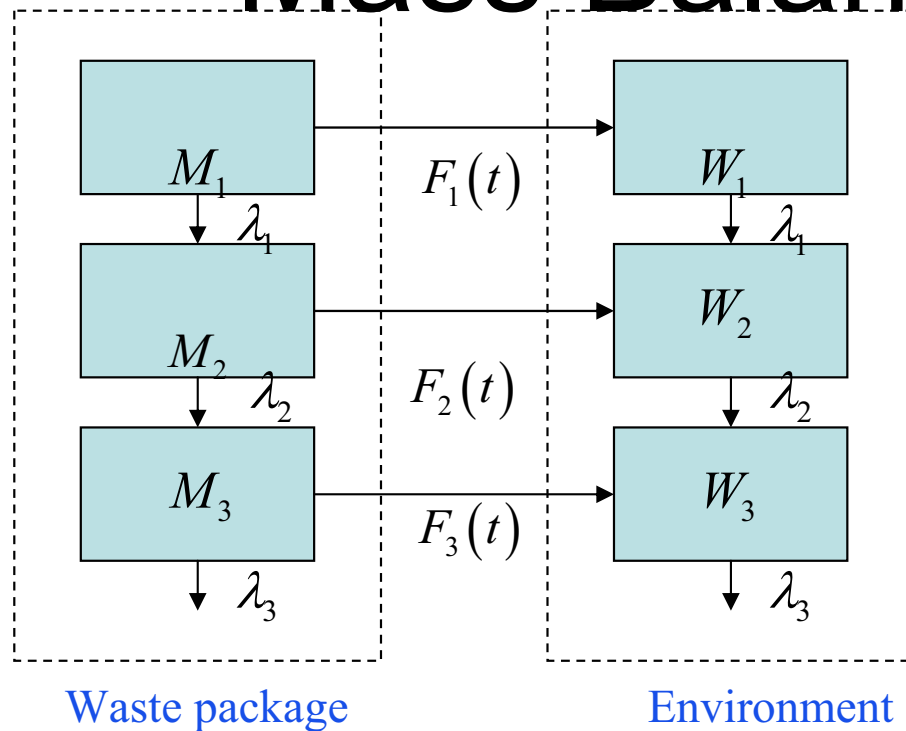 M₁ F₁(t) W₁
λ₁ λ₁
M₂ F₂(t) W₂
λ₂ λ₂
M₃ F₃(t) W₃
λ₃ λ₃
Waste package Environment